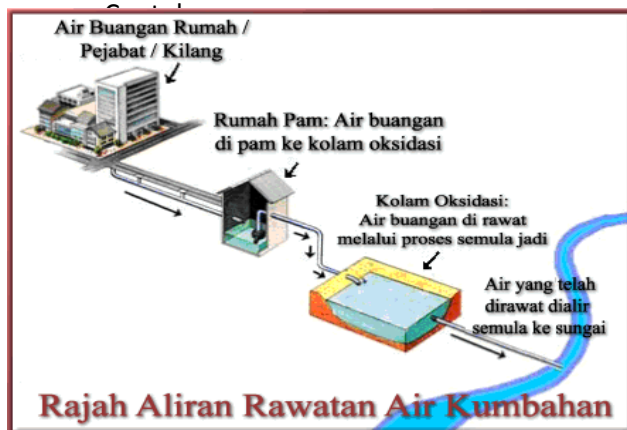 Air Buangan Rumah /
Pejabat / Kilang
Rumah Pam: Air buangan
di pam ke kolam oksidasi
Kolam Oksidasi:
Air buangan di rawat
melalui proses semula jadi
Air yang telah
dirawat dialir
semula ke sungai
Rajah Aliran Rawatan Air Kumbahan